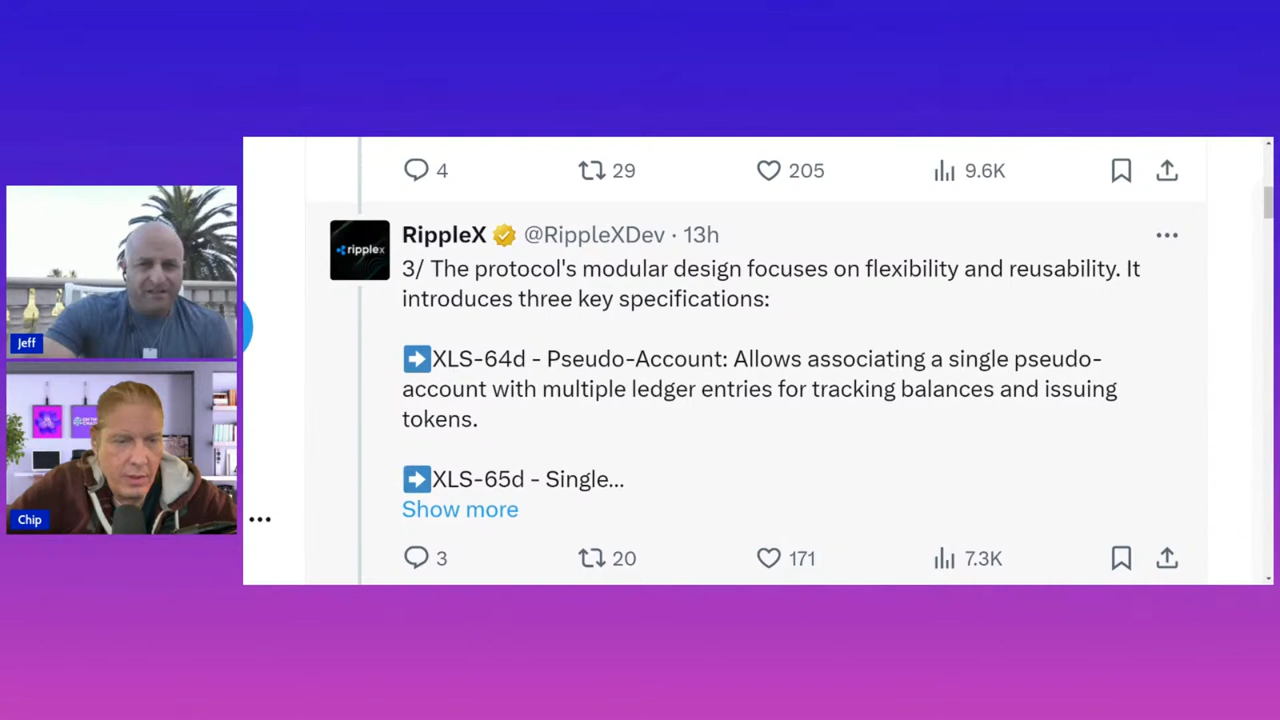 4
29
205
9.6K
ripplex
RippleX @RippleXDev · 13h
3/ The protocol's modular design focuses on flexibility and reusability. It
introduces three key specifications:
➡️XLS-64d - Pseudo-Account: Allows associating a single pseudo-
account with multiple ledger entries for tracking balances and issuing
tokens.
➡️XLS-65d - Single...
Show more
3
20
171
7.3K
Jeff
Chip